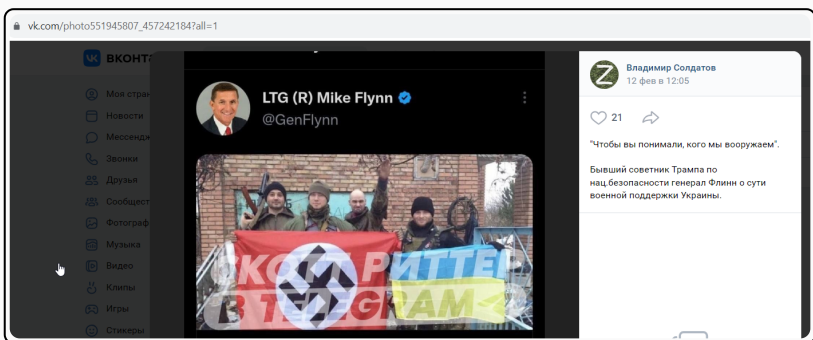 vk.com/photo551945807_457242184?all=1
ВКОНТ
Моя стран
Новости
Мессендж
Звонки
Друзья
Сообщест
Фотограф
Музыка
Видео
Клипы
Игры
Стикеры
LTG (R) Mike Flynn
@GenFlynn
СКОТТ РИТТЕР
В TELEGRAM
Z
Владимир Солдатов
12 фев в 12:05
21
"Чтобы вы понимали, кого мы вооружаем".
Бывший советник Трампа по
нац.безопасности генерал Флинн о сути
военной поддержки Украины.